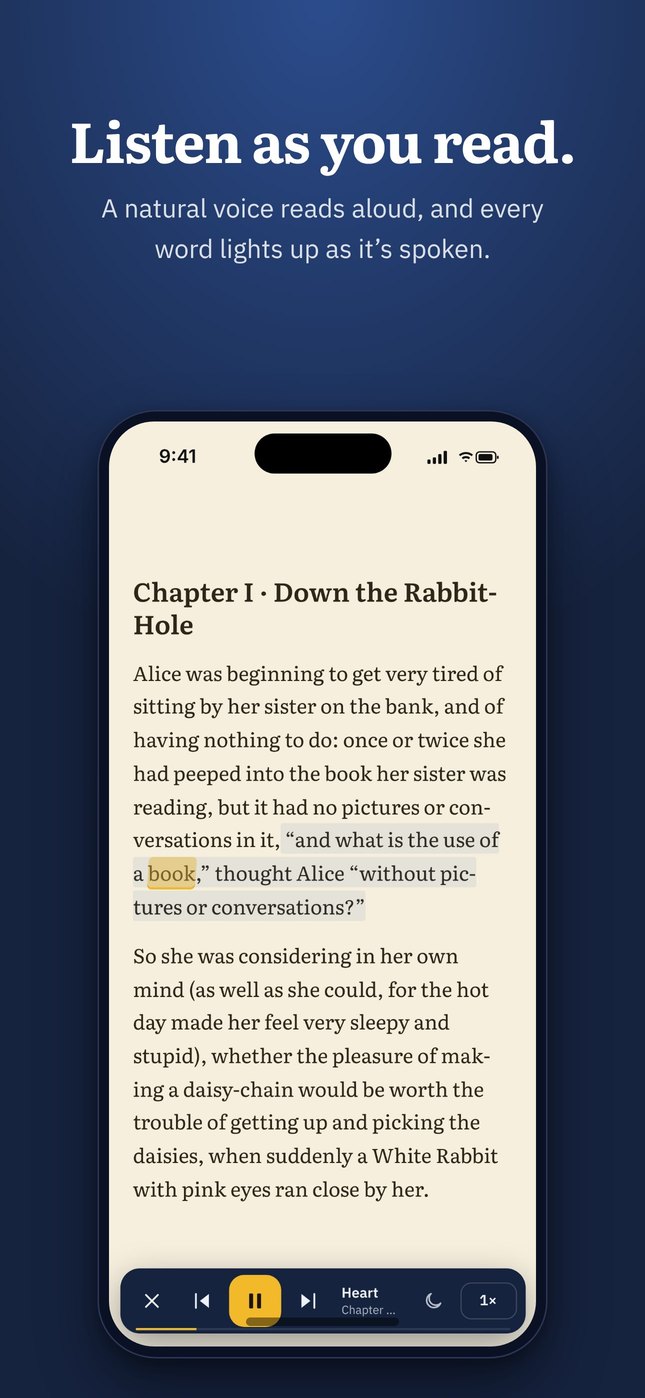 Listen as you read.
A natural voice reads aloud, and every
word lights up as it’s spoken.
9:41
Chapter I · Down the Rabbit-
Hole
Alice was beginning to get very tired of
sitting by her sister on the bank, and of
having nothing to do: once or twice she
had peeped into the book her sister was
reading, but it had no pictures or con-
versations in it, “and what is the use of
a book,” thought Alice “without pic-
tures or conversations?”
So she was considering in her own
mind (as well as she could, for the hot
day made her feel very sleepy and
stupid), whether the pleasure of mak-
ing a daisy-chain would be worth the
trouble of getting up and picking the
daisies, when suddenly a White Rabbit
with pink eyes ran close by her.
Heart
Chapter ...
1×